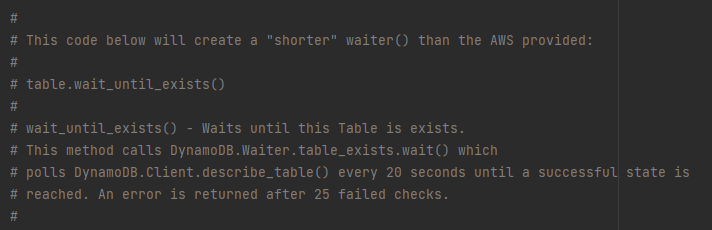 #
# This code below will create a "shorter" waiter() than the AWS provided:
#
# table.wait_until_exists()
#
# wait_until_exists() - Waits until this Table is exists.
# This method calls DynamoDB.Waiter.table_exists.wait() which
# polls DynamoDB.Client.describe_table() every 20 seconds until a successful state is
# reached. An error is returned after 25 failed checks.
#